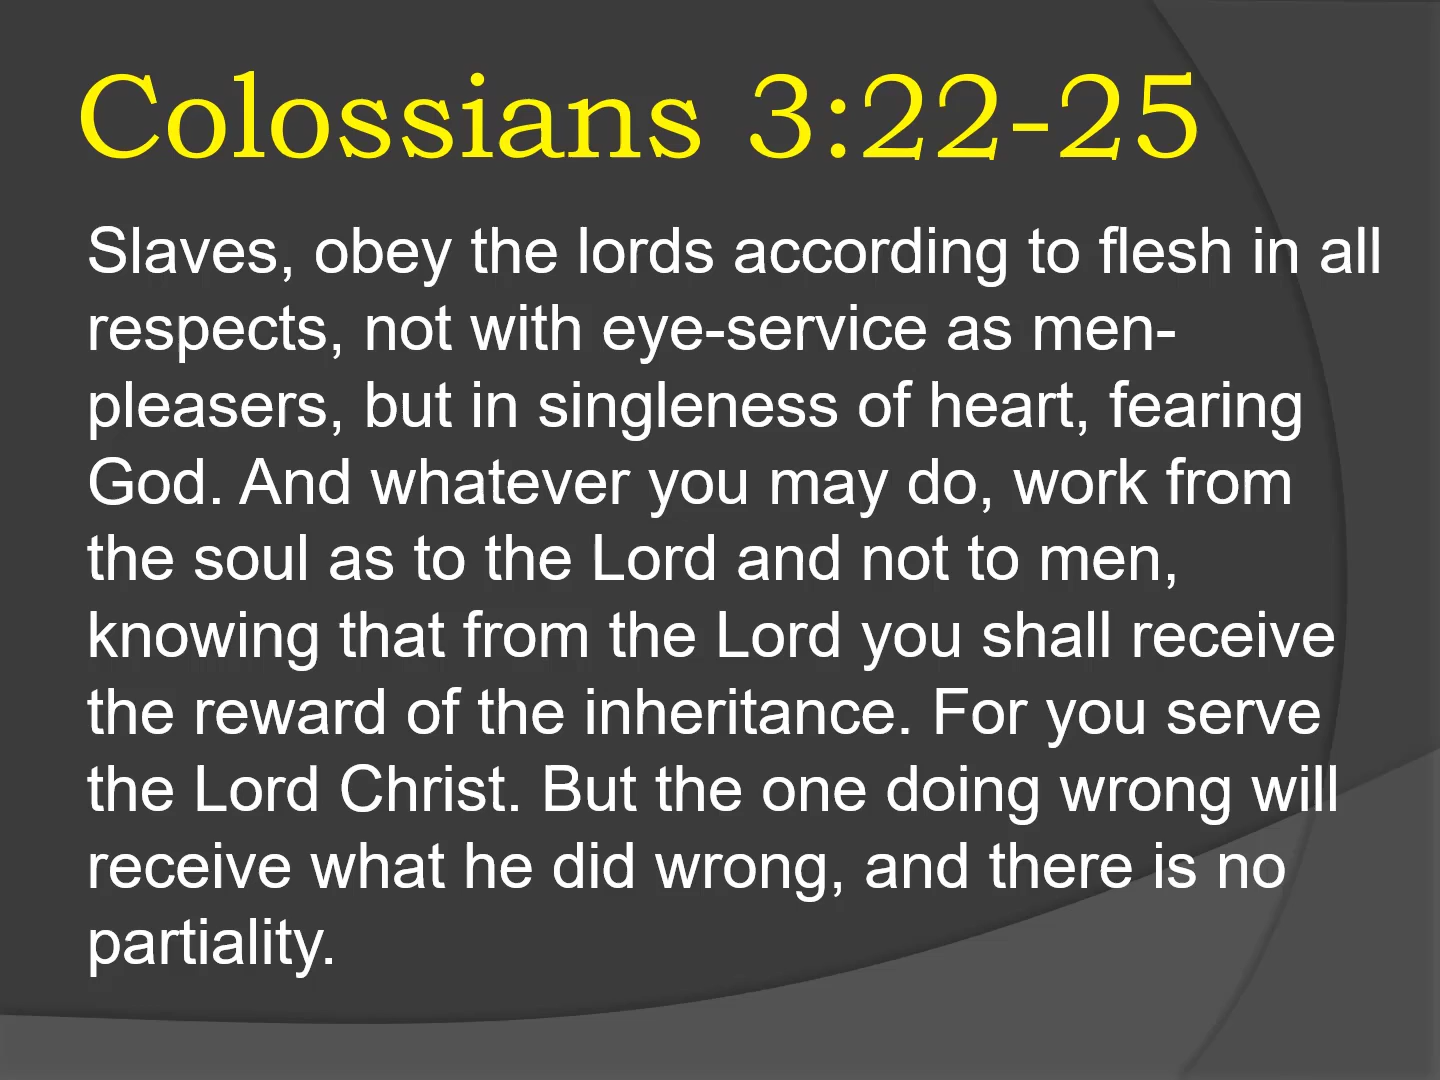 Colossians 3:22-25
Slaves, obey the lords according to flesh in all
respects, not with eye-service as men-
pleasers, but in singleness of heart, fearing
God. And whatever you may do, work from
the soul as to the Lord and not to men,
knowing that from the Lord you shall receive
the reward of the inheritance. For you serve
the Lord Christ. But the one doing wrong will
receive what he did wrong, and there is no
partiality.